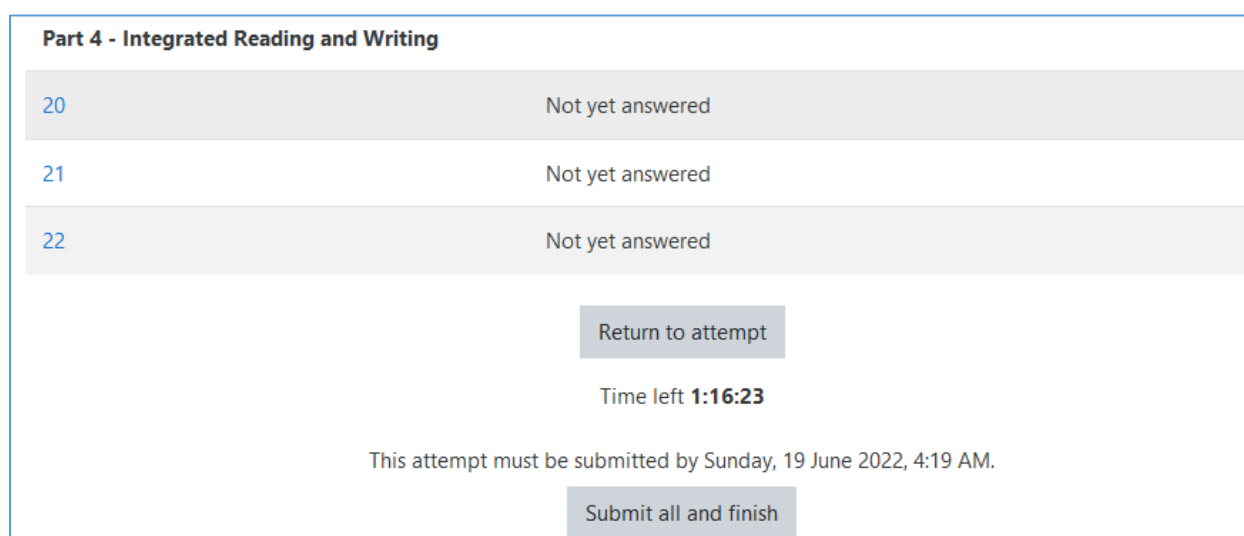 Part 4 - Integrated Reading and Writing
20 Not yet answered
21 Not yet answered
22 Not yet answered
Return to attempt
Time left 1:16:23
This attempt must be submitted by Sunday, 19 June 2022, 4:19 AM.
Submit all and finish